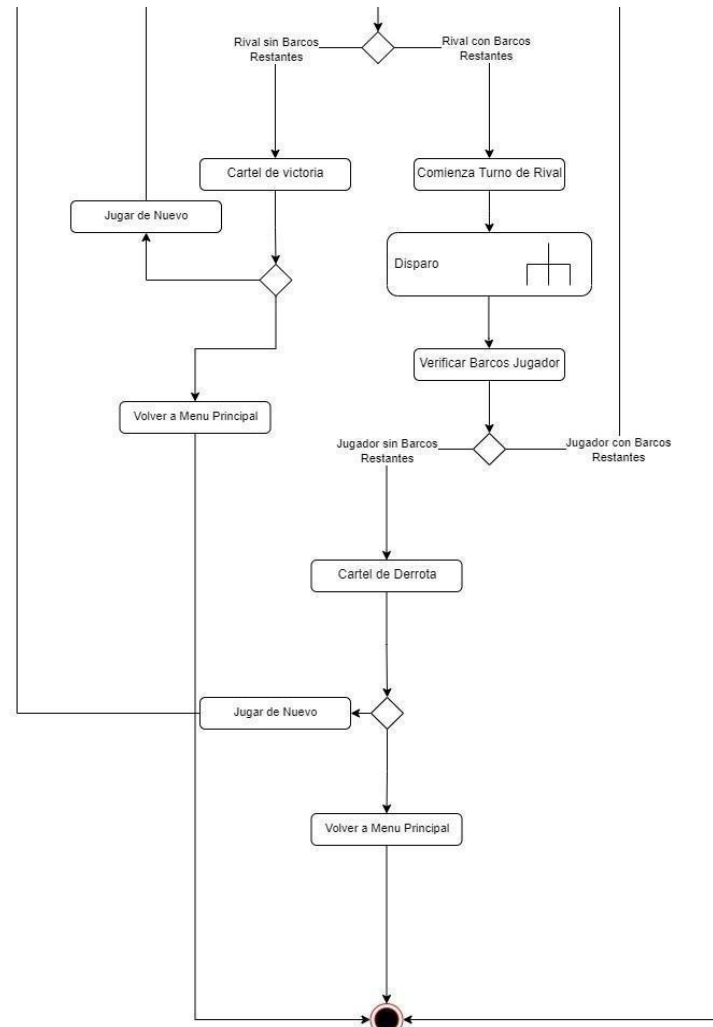 Rival sin Barcos
Restantes
Rival con Barcos
Restantes
Cartel de victoria
Comienza Turno de Rival
Jugar de Nuevo
Disparo
Verificar Barcos Jugador
Volver a Menu Principal
Jugador sin Barcos
Restantes
Jugador con Barcos
Restantes
Cartel de Derrota
Jugar de Nuevo
Volver a Menu Principal